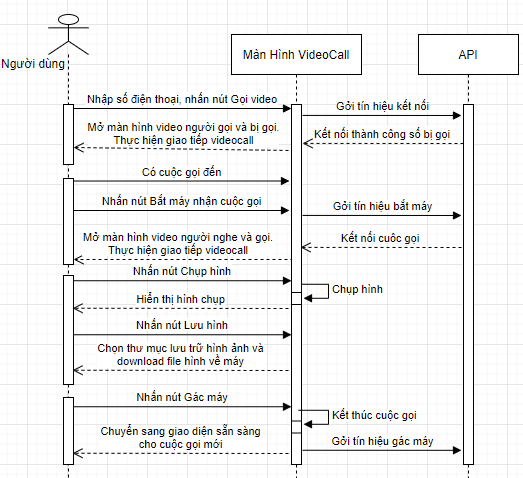 Người dùng
Màn Hình VideoCall
API
Nhập số điện thoại, nhấn nút Gọi video
Gởi tín hiệu kết nối
Mở màn hình video người gọi và bị gọi.
Thực hiện giao tiếp videocall
Kết nối thành công số bị gọi
Có cuộc gọi đến
Nhấn nút Bắt máy nhận cuộc gọi
Gởi tín hiệu bắt máy
Mở màn hình video người nghe và gọi.
Thực hiện giao tiếp videocall
Kết nối cuộc gọi
Nhấn nút Chụp hình
Chụp hình
Hiển thị hình chụp
Nhấn nút Lưu hình
Chọn thư mục lưu trữ hình ảnh và
download file hình về máy
Nhấn nút Gác máy
Kết thúc cuộc gọi
Chuyển sang giao diện sẵn sàng
cho cuộc gọi mới
Gởi tín hiệu gác máy